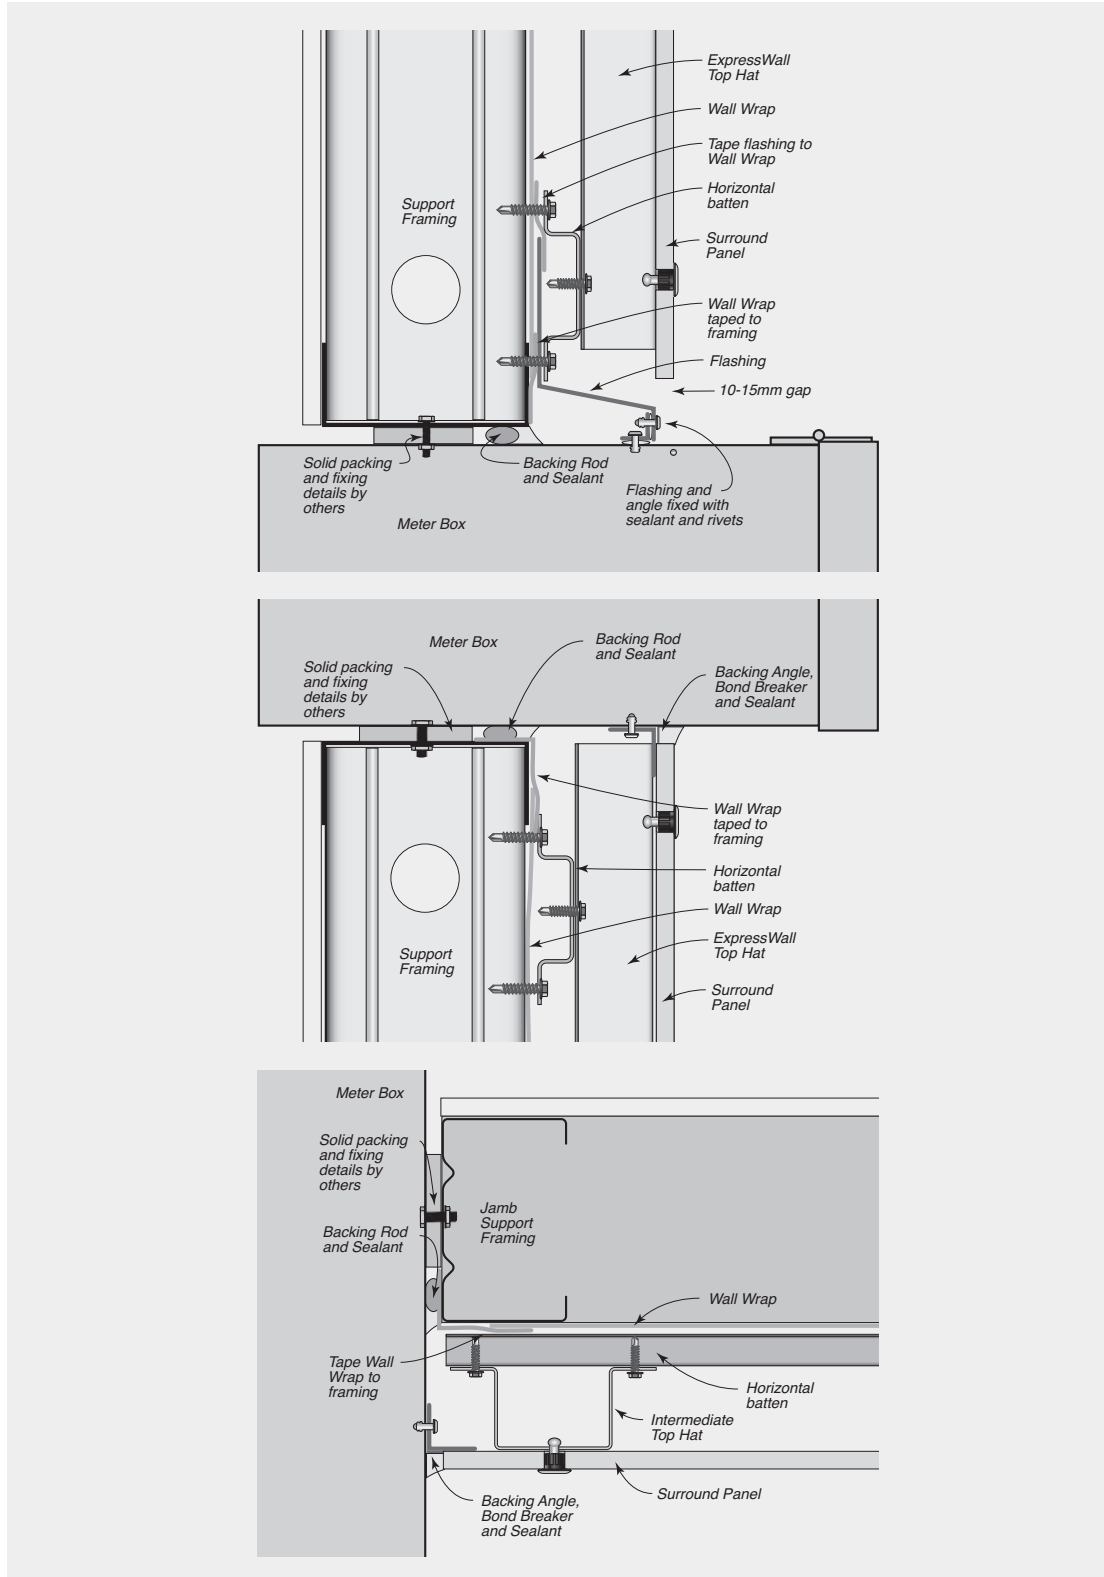 ExpressWall
Top Hat
Wall Wrap
Tape flashing to
Wall Wrap
Horizontal
batten
Support
Framing
Surround
Panel
Wall Wrap
taped to
framing
Flashing
10-15mm gap
Solid packing
and fixing
details by
others
Backing Rod
and Sealant
Flashing and
angle fixed with
sealant and rivets
Meter Box
Meter Box
Backing Rod
and Sealant
Solid packing
and fixing
details by
others
Backing Angle,
Bond Breaker
and Sealant
Wall Wrap
taped to
framing
Horizontal
batten
Wall Wrap
Support
Framing
ExpressWall
Top Hat
Surround
Panel
Meter Box
Solid packing
and fixing
details by
others
Jamb
Support
Framing
Backing Rod
and Sealant
Wall Wrap
Tape Wall
Wrap to
framing
Horizontal
batten
Intermediate
Top Hat
Surround Panel
Backing Angle,
Bond Breaker
and Sealant